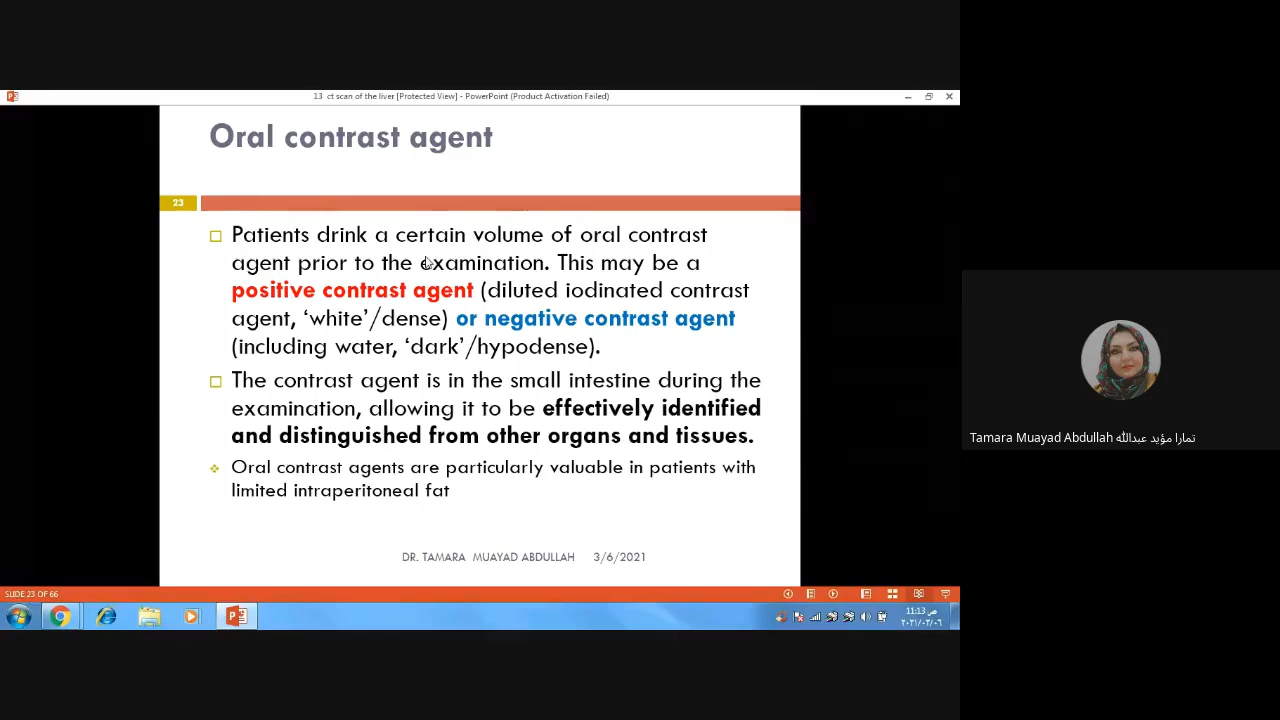 13 ct scan of the liver [Protected View] - PowerPoint (Product Activation Failed)
Oral contrast agent
23
Patients drink a certain volume of oral contrast
agent prior to the examination. This may be a
positive contrast agent (diluted iodinated contrast
agent, ‘white’/dense) or negative contrast agent
(including water, ‘dark’/hypodense).
The contrast agent is in the small intestine during the
examination, allowing it to be effectively identified
and distinguished from other organs and tissues.
Oral contrast agents are particularly valuable in patients with
limited intraperitoneal fat
DR. TAMARA MUAYAD ABDULLAH 3/6/2021
SLIDE 23 OF 66
11:13 ص
٢٠٢١/٠٣/٠٦
Tamara Muayad Abdullah تمارا مؤيد عبدالله